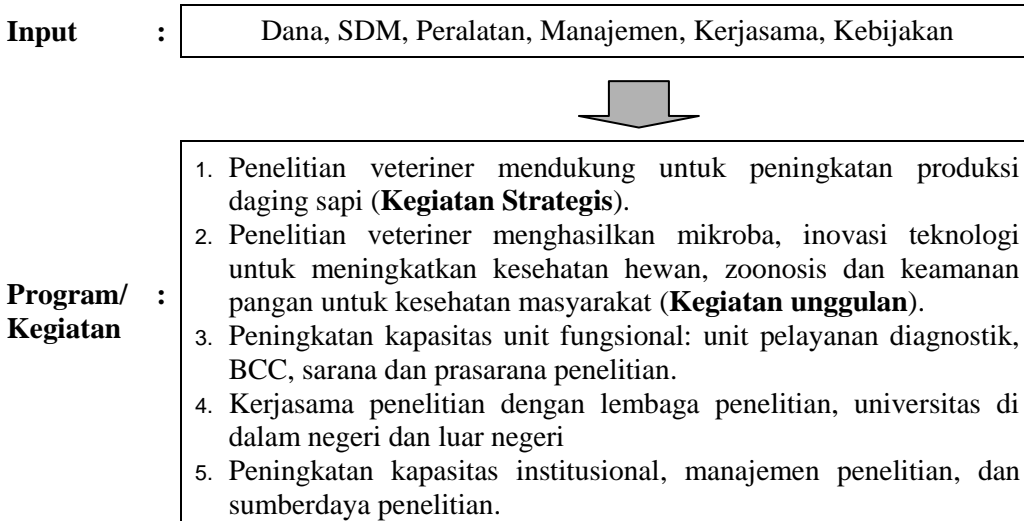 Input : Dana, SDM, Peralatan, Manajemen, Kerjasama, Kebijakan
Program/ Kegiatan :
1. Penelitian veteriner mendukung untuk peningkatan produksi
daging sapi (Kegiatan Strategis).
2. Penelitian veteriner menghasilkan mikroba, inovasi teknologi
untuk meningkatkan kesehatan hewan, zoonosis dan keamanan
pangan untuk kesehatan masyarakat (Kegiatan unggulan).
3. Peningkatan kapasitas unit fungsional: unit pelayanan diagnostik,
BCC, sarana dan prasarana penelitian.
4. Kerjasama penelitian dengan lembaga penelitian, universitas di
dalam negeri dan luar negeri
5. Peningkatan kapasitas institusional, manajemen penelitian, dan
sumberdaya penelitian.